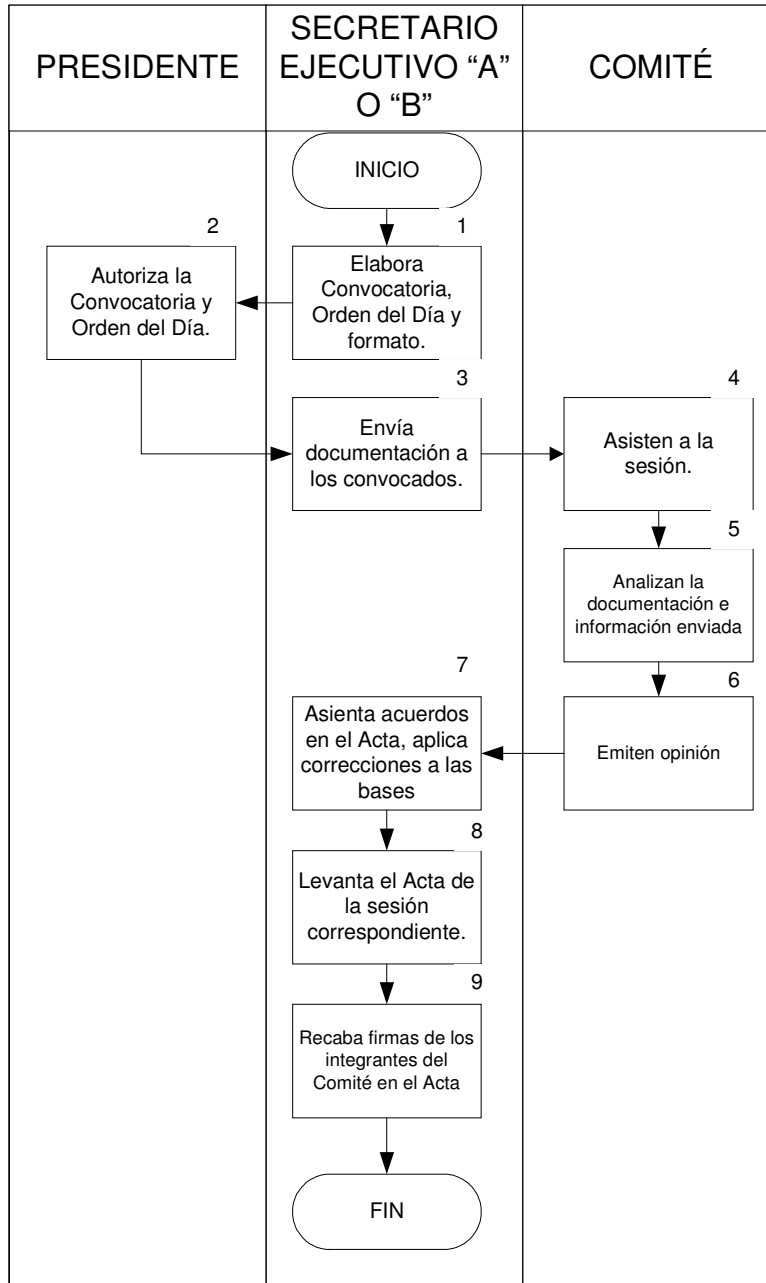 PRESIDENTE
SECRETARIO
EJECUTIVO “A”
O “B”
COMITÉ
INICIO
1
Elabora
Convocatoria,
Orden del Día y
formato.
2
Autoriza la
Convocatoria y
Orden del Día.
3
Envía
documentación a
los convocados.
4
Asisten a la
sesión.
5
Analizan la
documentación e
información enviada
6
Emiten opinión
7
Asienta acuerdos
en el Acta, aplica
correcciones a las
bases
8
Levanta el Acta de
la sesión
correspondiente.
9
Recaba firmas de los
integrantes del
Comité en el Acta
FIN